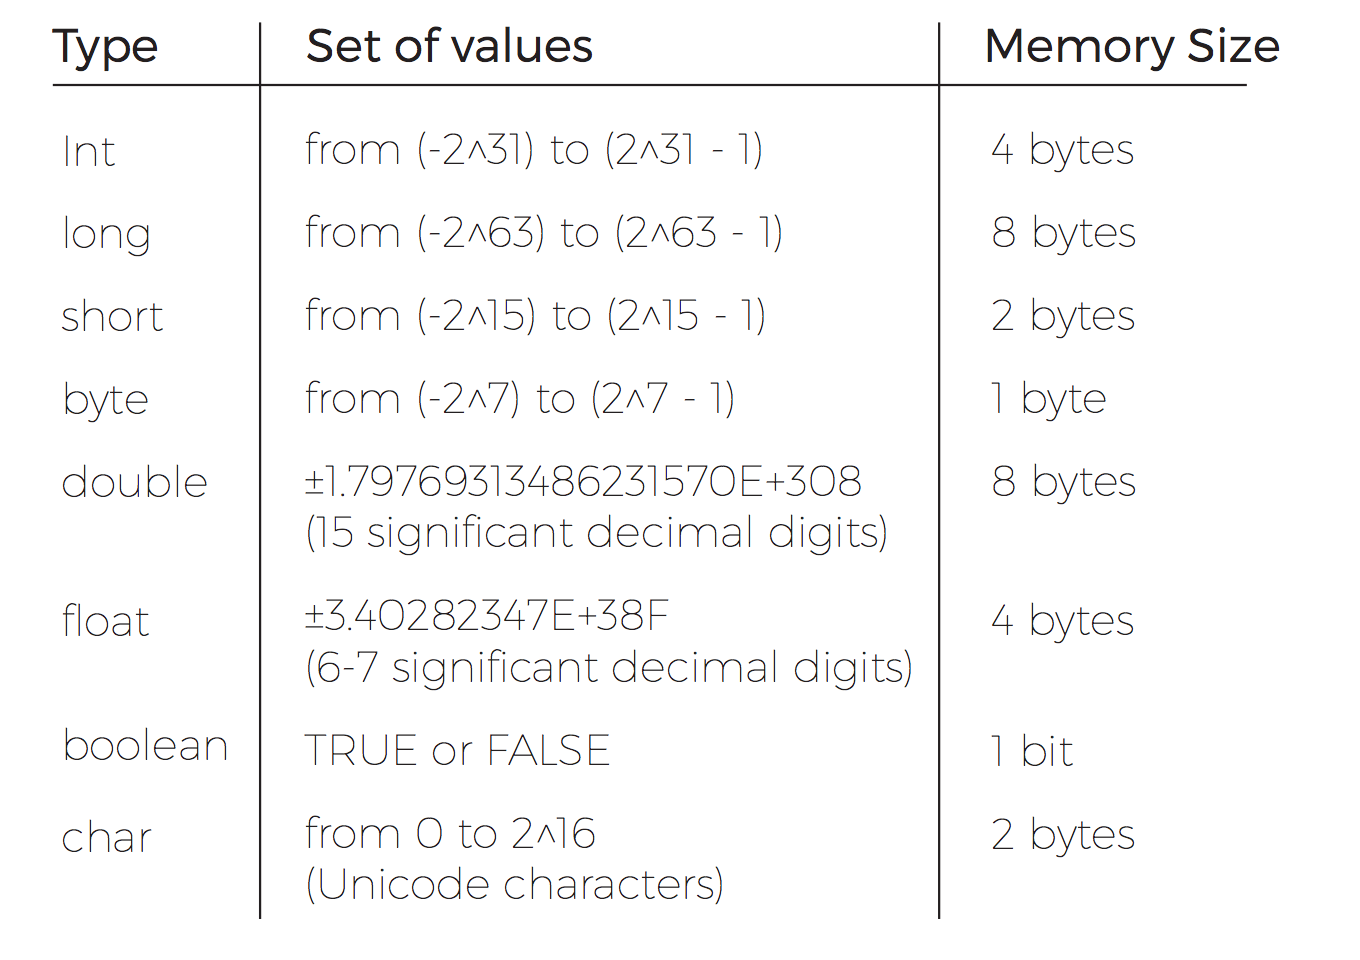 Type Set of values Memory Size
Int from (-2^31) to (2^31 - 1) 4 bytes
long from (-2^63) to (2^63 - 1) 8 bytes
short from (-2^15) to (2^15 - 1) 2 bytes
byte from (-2^7) to (2^7 - 1) 1 byte
double ±1.79769313486231570E+308 8 bytes
(15 significant decimal digits)
float ±3.40282347E+38F 4 bytes
(6-7 significant decimal digits)
boolean TRUE or FALSE 1 bit
char from 0 to 2^16 2 bytes
(Unicode characters)